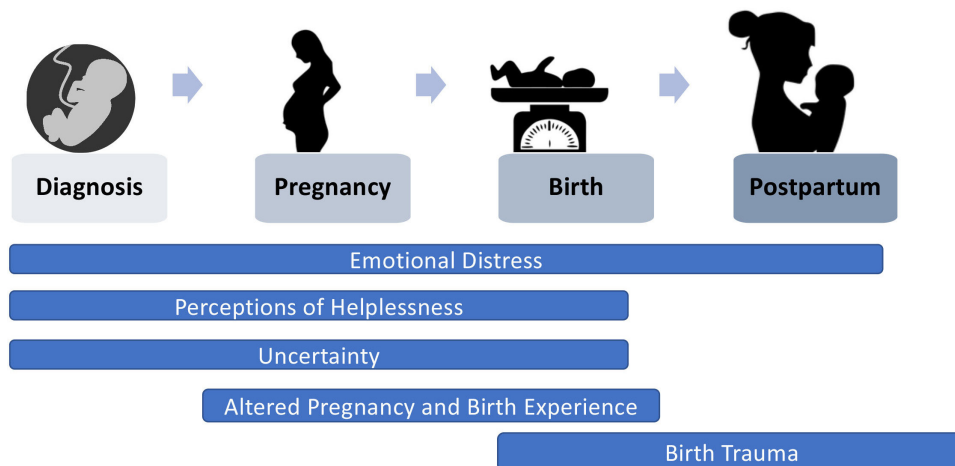 Diagnosis
Pregnancy
Birth
Postpartum
Emotional Distress
Perceptions of Helplessness
Uncertainty
Altered Pregnancy and Birth Experience
Birth Trauma